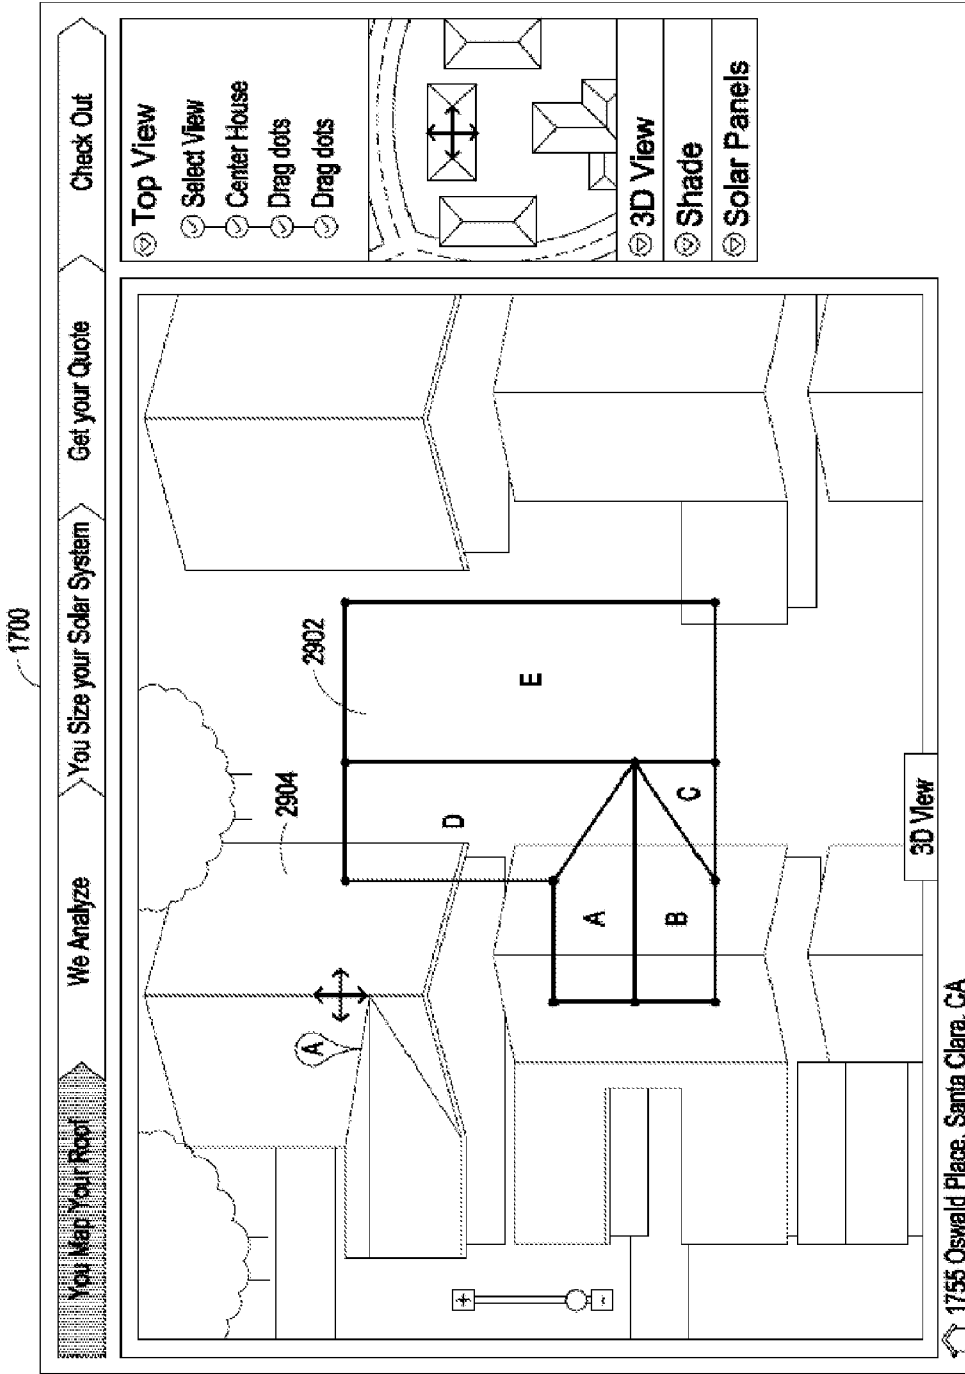 1700
You Map Your Roof
We Analyze
You Size your Solar System
Get your Quote
Check Out
Top View
Select View
Center House
Drag dots
Drag dots
3D View
Shade
Solar Panels
2904
2902
A
A
B
C
D
E
+
-
3D View
1755 Oswald Place, Santa Clara, CA